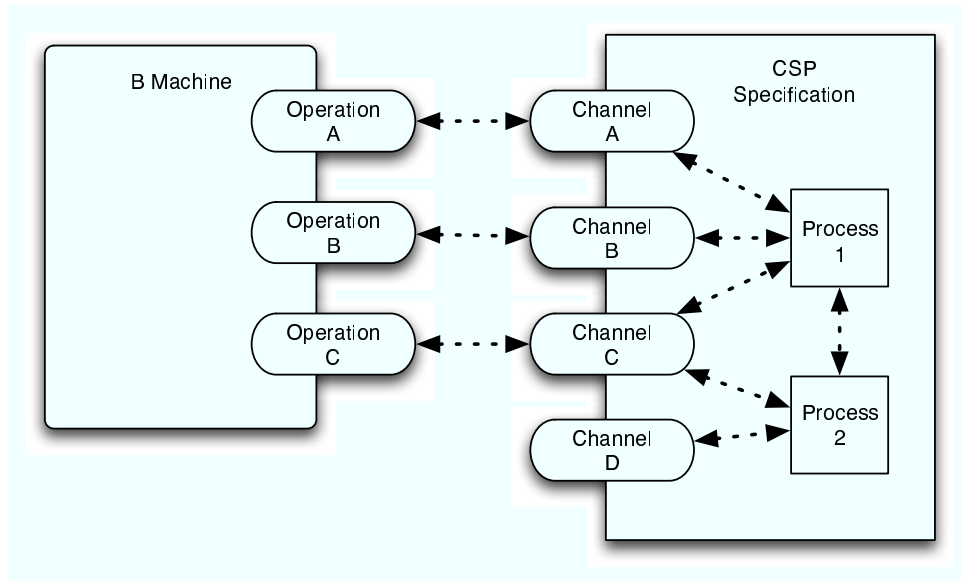 B Machine
Operation
A
Operation
B
Operation
C
Channel
A
Channel
B
Channel
C
Channel
D
CSP
Specification
Process
1
Process
2